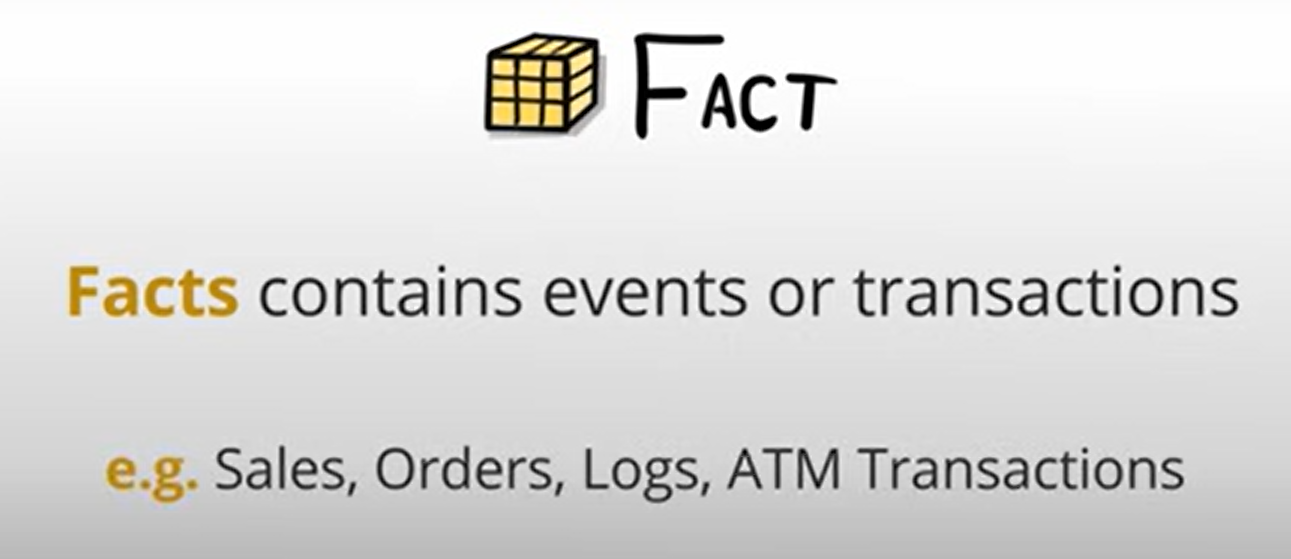 FACT
Facts contains events or transactions
e.g. Sales, Orders, Logs, ATM Transactions